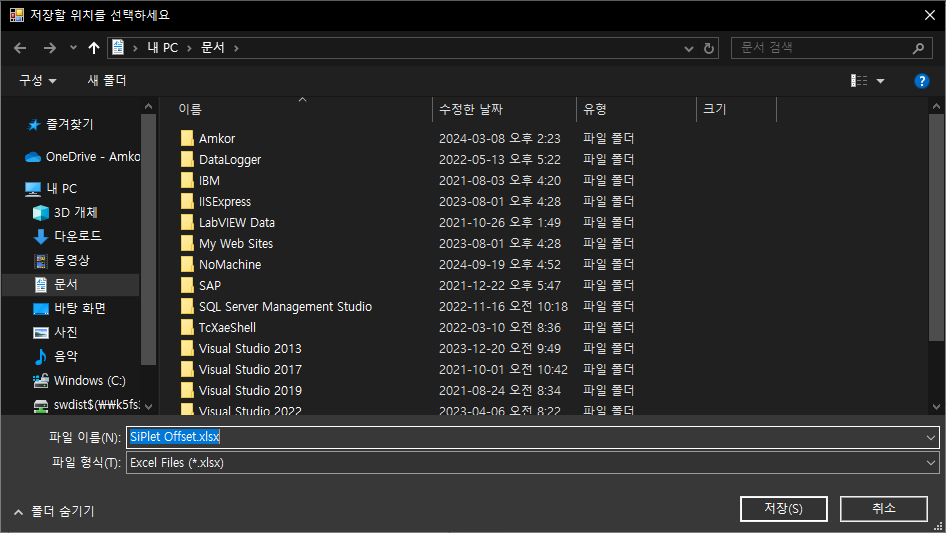 저장할 위치를 선택하세요
내 PC
문서
문서 검색
구성
새 폴더
?
즐겨찾기
OneDrive - Amko
내 PC
3D 개체
다운로드
동영상
문서
바탕 화면
사진
음악
Windows (C:)
swdist$(₩₩k5fs
이름 수정한 날짜 유형 크기
Amkor 2024-03-08 오후 2:23 파일 폴더
DataLogger 2022-05-13 오후 5:22 파일 폴더
IBM 2021-08-03 오후 4:20 파일 폴더
IISExpress 2023-08-01 오후 4:28 파일 폴더
LabVIEW Data 2021-10-26 오후 1:49 파일 폴더
My Web Sites 2023-08-01 오후 4:28 파일 폴더
NoMachine 2024-09-19 오후 4:52 파일 폴더
SAP 2021-12-22 오후 5:47 파일 폴더
SQL Server Management Studio 2022-11-16 오전 10:18 파일 폴더
TcXaeShell 2022-03-10 오전 8:36 파일 폴더
Visual Studio 2013 2023-12-20 오전 9:49 파일 폴더
Visual Studio 2017 2021-10-01 오전 10:42 파일 폴더
Visual Studio 2019 2021-08-24 오전 8:34 파일 폴더
Visual Studio 2022 2023-04-06 오전 8:22 파일 폴더
파일 이름(N): SiPlet Offset.xlsx
파일 형식(T): Excel Files (*.xlsx)
폴더 숨기기
저장(S)
취소